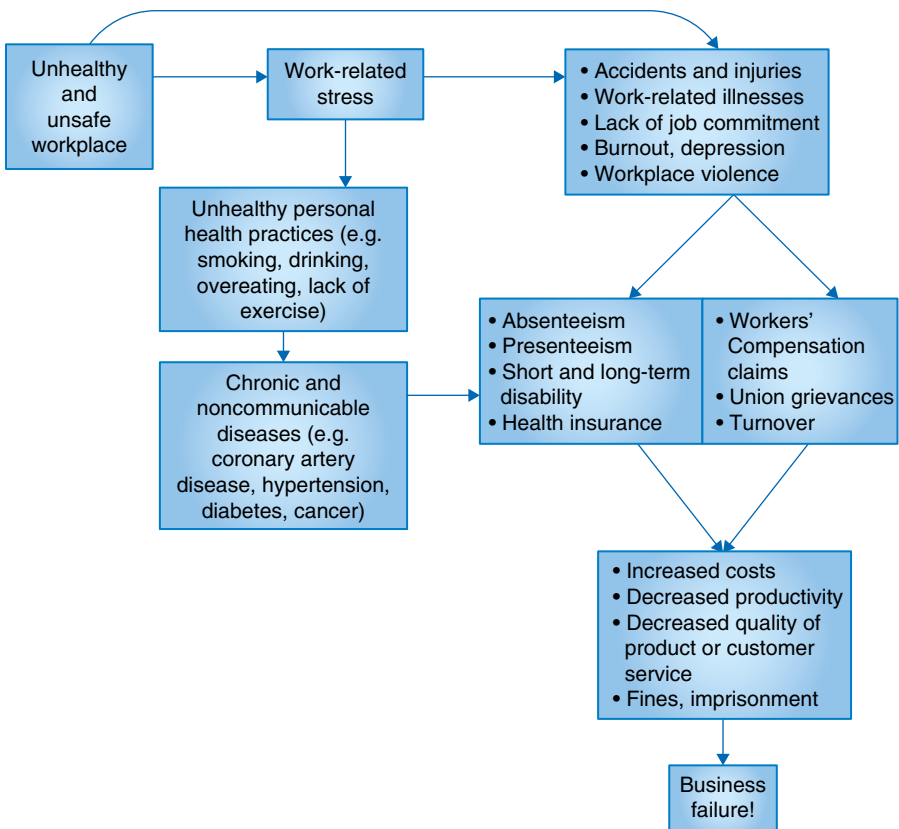 Unhealthy
and
unsafe
workplace
Work-related
stress
• Accidents and injuries
• Work-related illnesses
• Lack of job commitment
• Burnout, depression
• Workplace violence
Unhealthy personal
health practices (e.g.
smoking, drinking,
overeating, lack of
exercise)
• Absenteeism
• Presenteeism
• Short and long-term
disability
• Health insurance
• Workers’
Compensation
claims
• Union grievances
• Turnover
Chronic and
noncommunicable
diseases (e.g.
coronary artery
disease, hypertension,
diabetes, cancer)
• Increased costs
• Decreased productivity
• Decreased quality of
product or customer
service
• Fines, imprisonment
Business
failure!